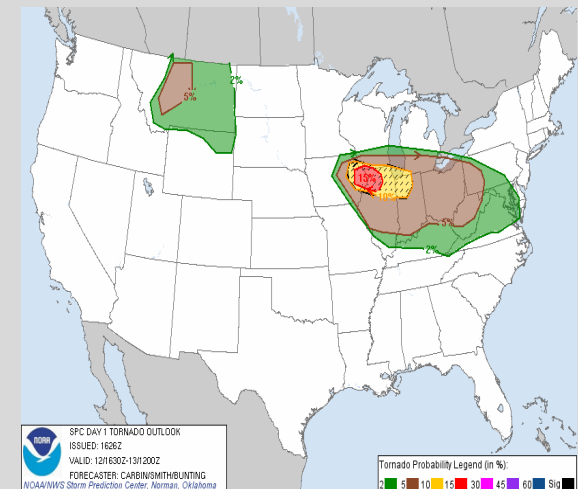 2%
5%
15%
10%
5%
2%
NOAA
SPC DAY 1 TORNADO OUTLOOK
ISSUED: 1626Z
VALID: 12/1630Z-13/1200Z
FORECASTER: CARBIN/SMITH/BUNTING
NOAA/NWS Storm Prediction Center, Norman, Oklahoma
Tornado Probability Legend (in %):
2 5 10 15 30 45 60 Sig